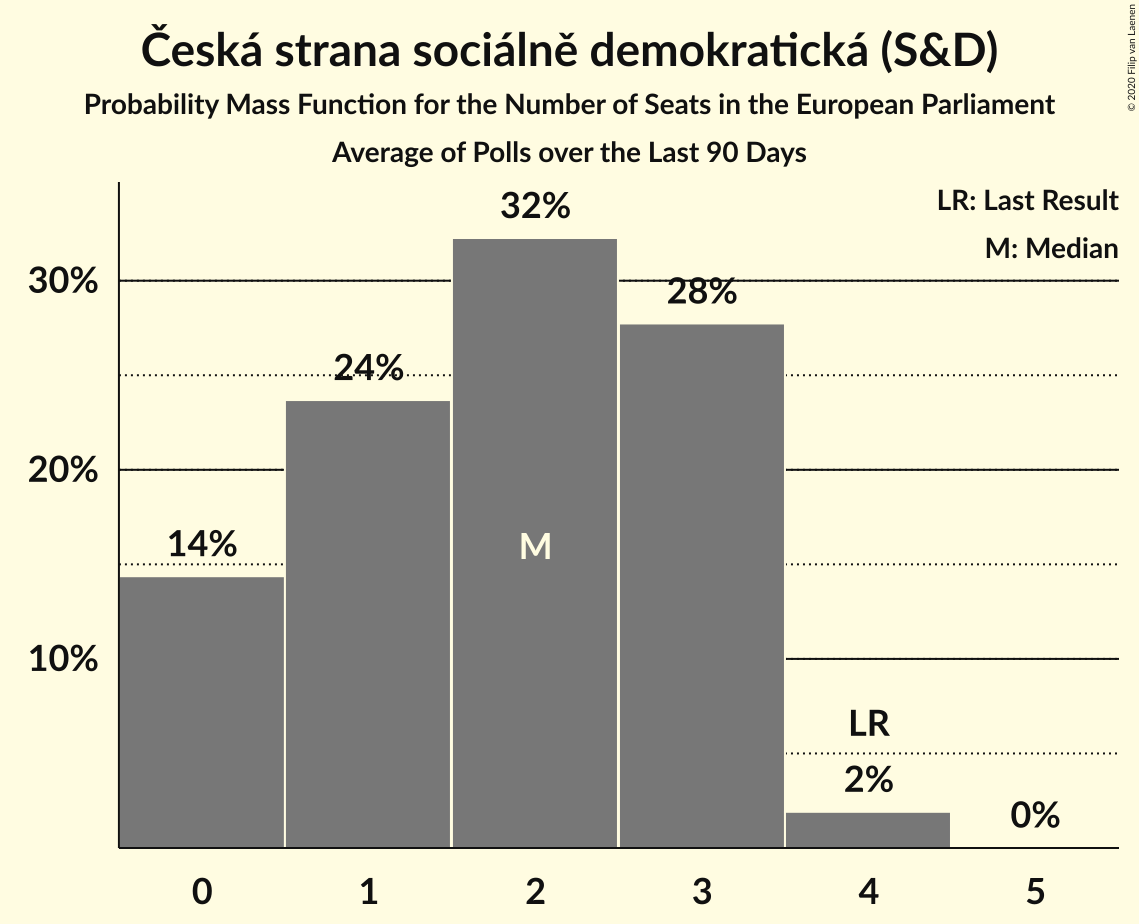 Česká strana sociálně demokratická (S&D)
Probability Mass Function for the Number of Seats in the European Parliament
Average of Polls over the Last 90 Days
© 2020 Filip van Laenen
LR: Last Result
M: Median
32%
30%
28%
24%
20%
14%
M
10%
LR
2%
0%
0 1 2 3 4 5